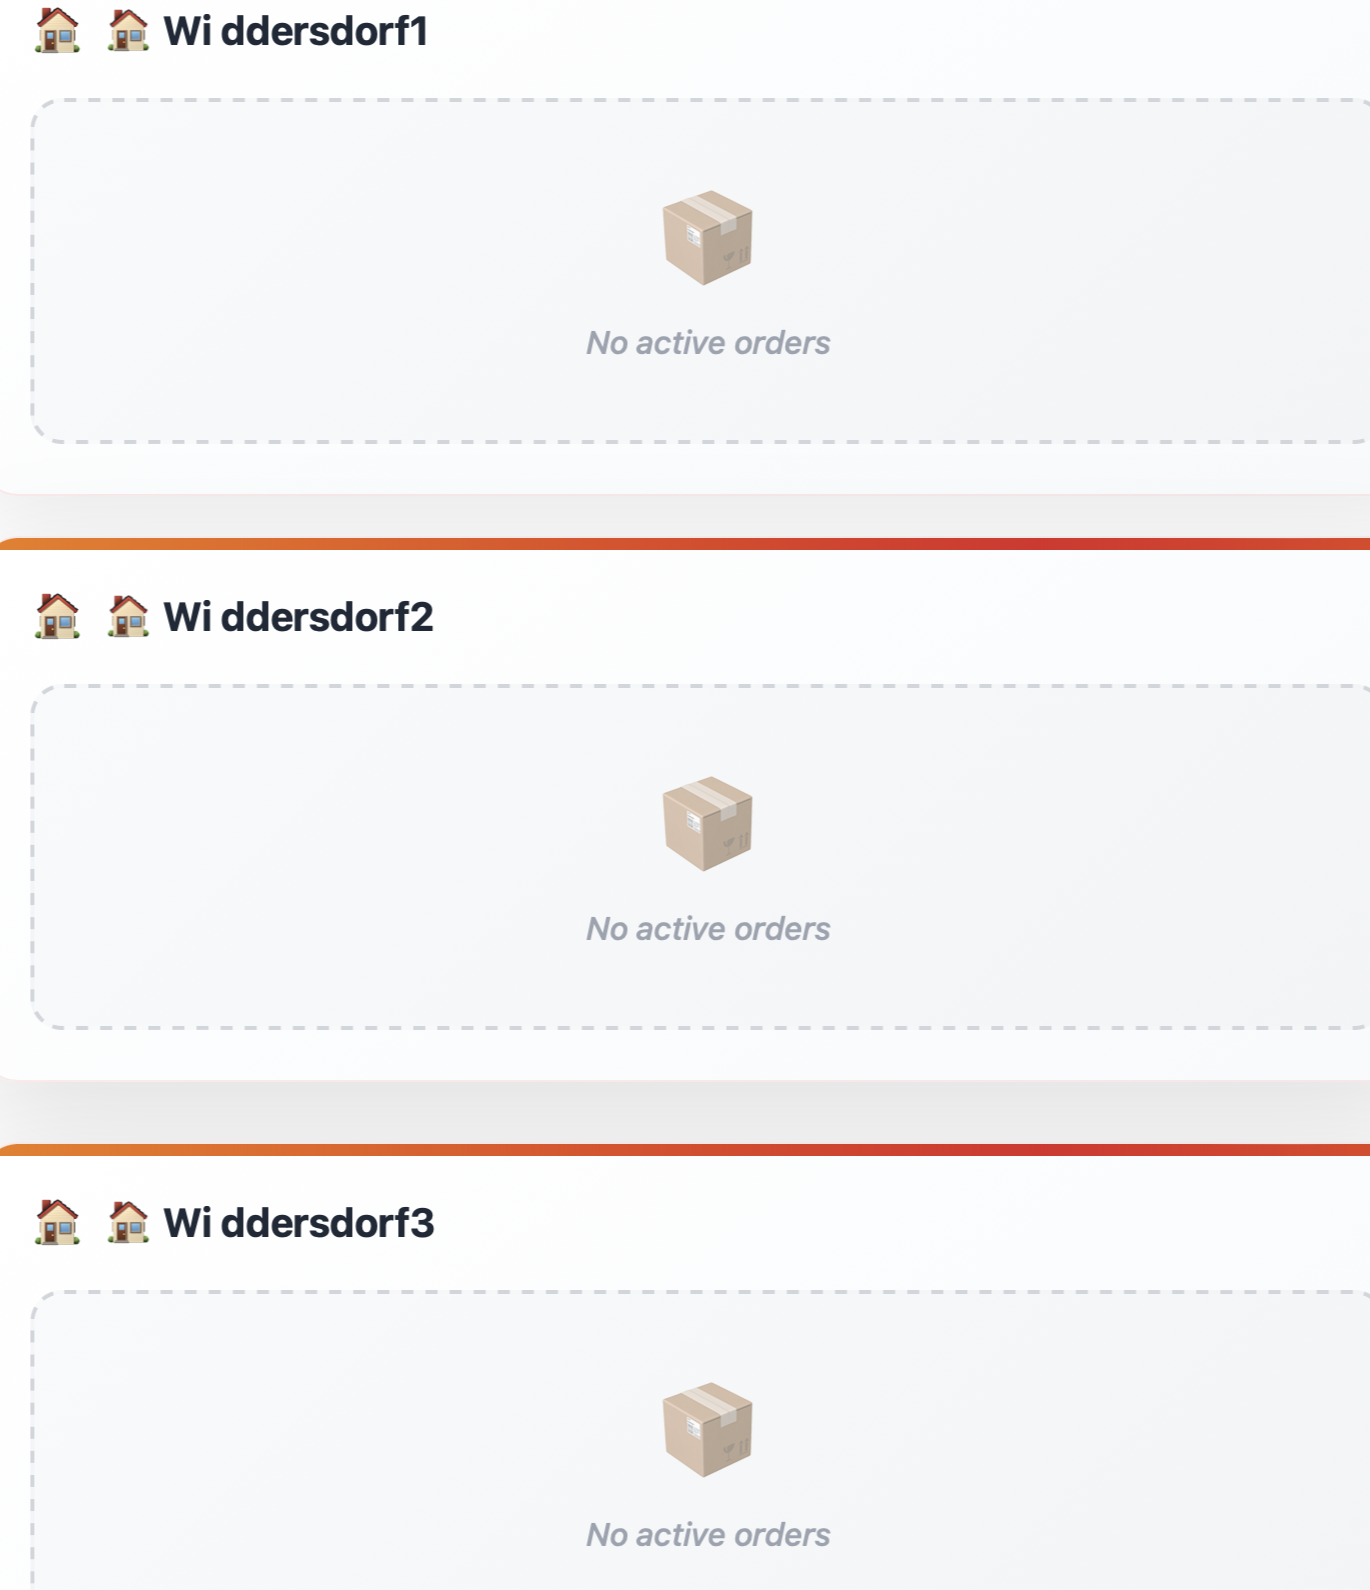 🏠 🏠 Wi ddersdorf1
No active orders
🏠 🏠 Wi ddersdorf2
No active orders
🏠 🏠 Wi ddersdorf3
No active orders